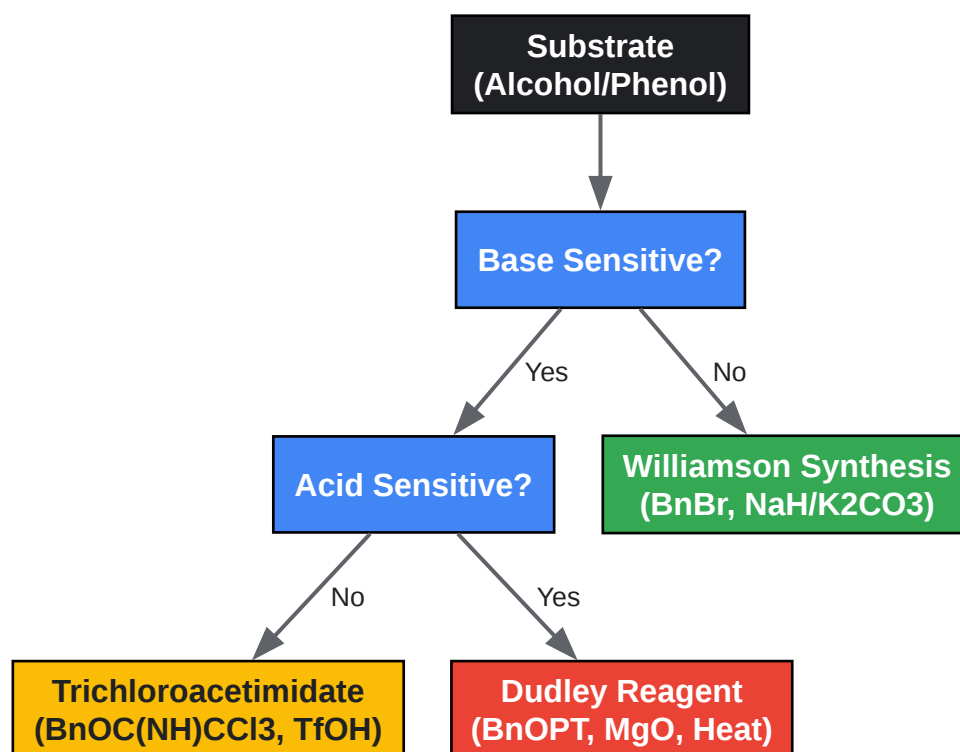 Substrate
(Alcohol/Phenol)
Base Sensitive?
Yes
No
Acid Sensitive?
Williamson Synthesis
(BnBr, NaH/K2CO3)
No
Yes
Trichloroacetimidate
(BnOC(NH)CCl3, TfOH)
Dudley Reagent
(BnOPT, MgO, Heat)